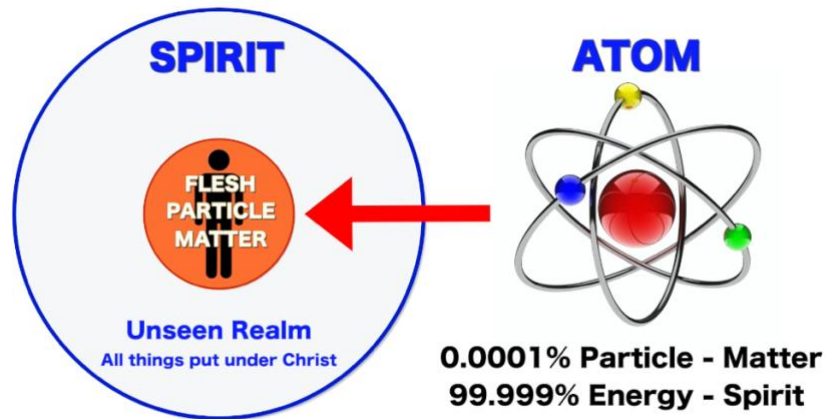 SPIRIT
FLESH
PARTICLE
MATTER
Unseen Realm
All things put under Christ
ATOM
0.0001% Particle - Matter
99.999% Energy - Spirit